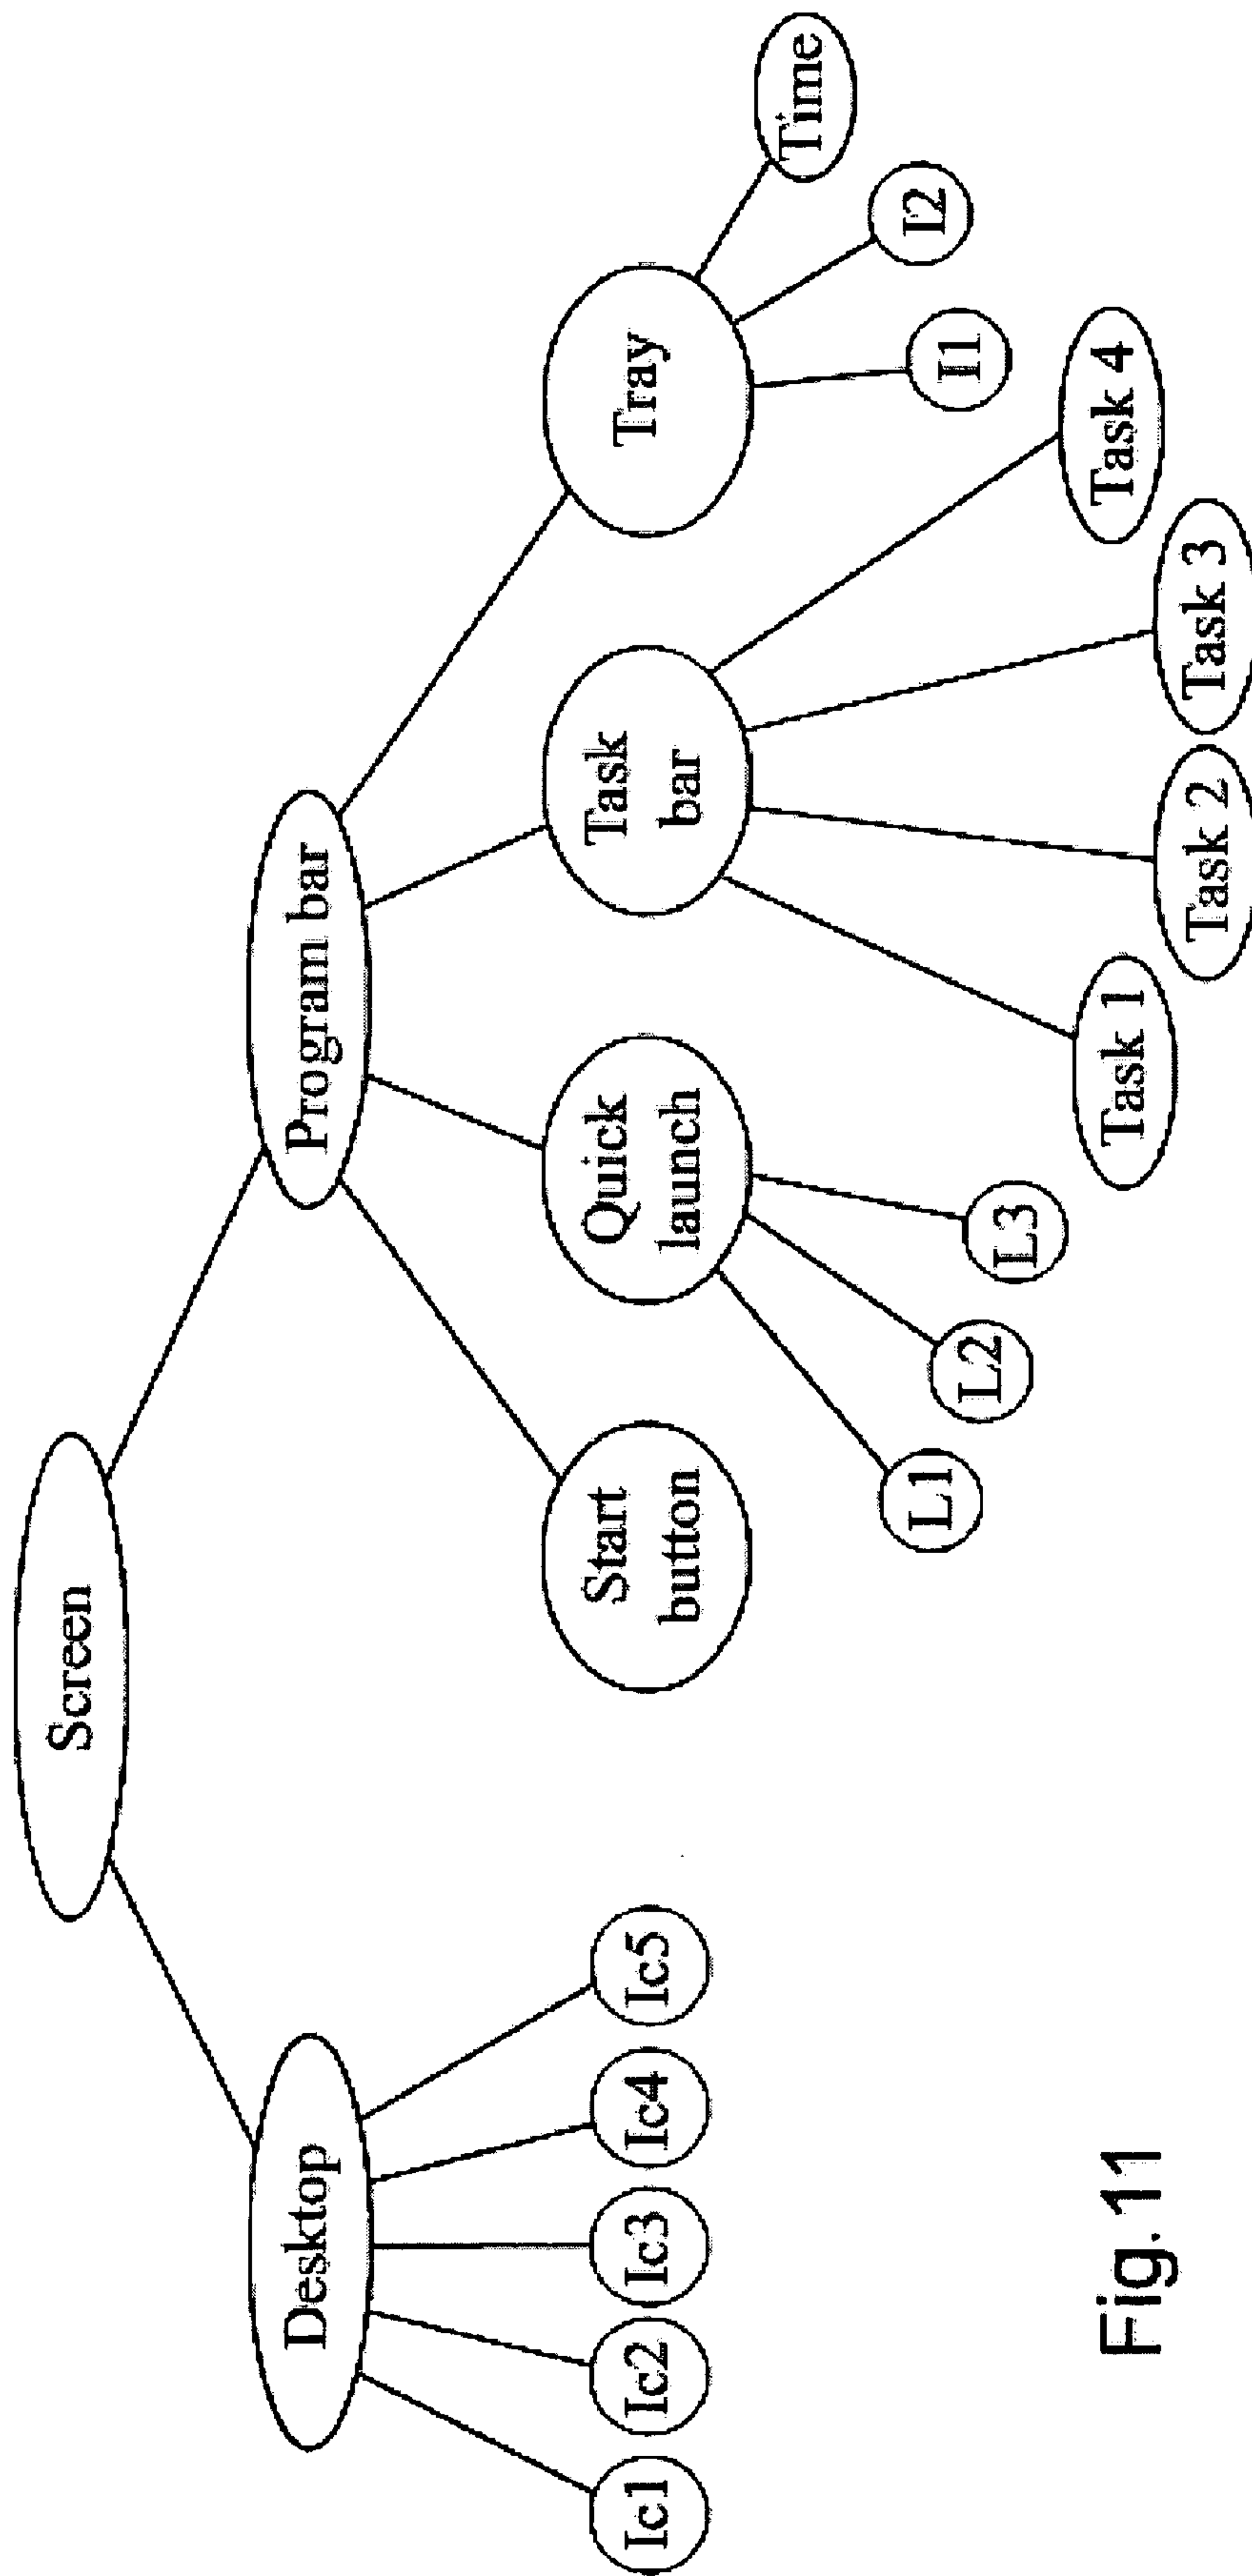 Screen
Desktop
Program bar
Ic1
Ic2
Ic3
Ic4
Ic5
Start
button
Quick
launch
Task
bar
Tray
L1
L2
L3
Task 1
Task 2
Task 3
Task 4
I1
I2
Time
Fig.11